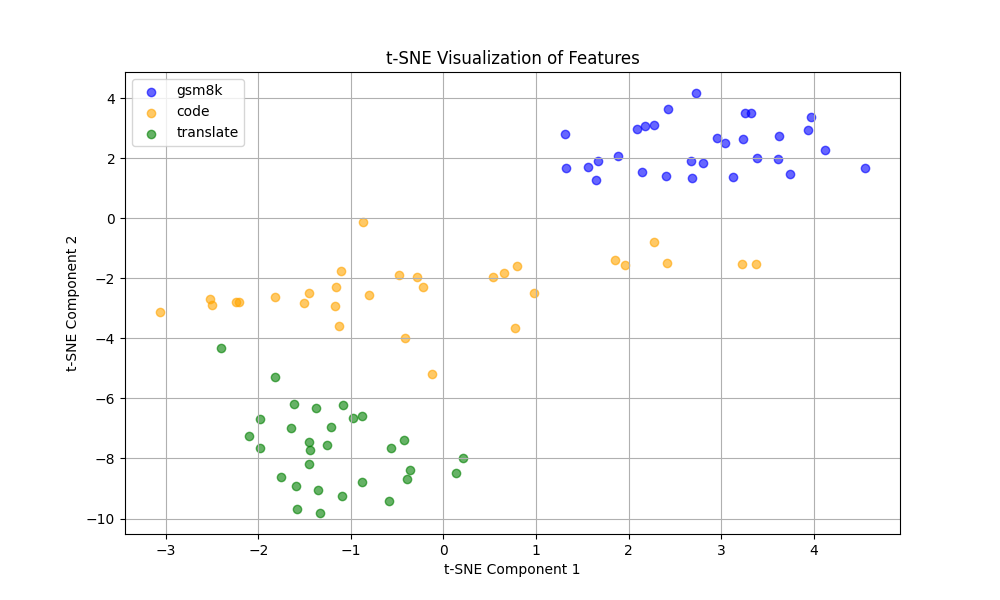 t-SNE Visualization of Features
gsm8k
code
translate
4
2
0
−2
−4
−6
−8
−10
t-SNE Component 2
−3
−2
−1
0
1
2
3
4
t-SNE Component 1